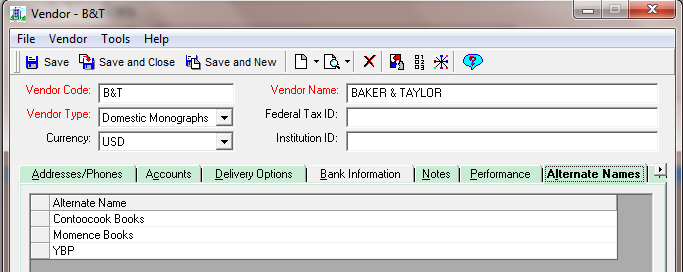 Vendor - B&T
File Vendor Tools Help
Save Save and Close Save and New
Vendor Code: B&T Vendor Name: BAKER & TAYLOR
Vendor Type: Domestic Monographs Federal Tax ID:
Currency: USD Institution ID:
Addresses/Phones Accounts Delivery Options Bank Information Notes Performance Alternate Names
Alternate Name
Contoocook Books
Momence Books
YBP